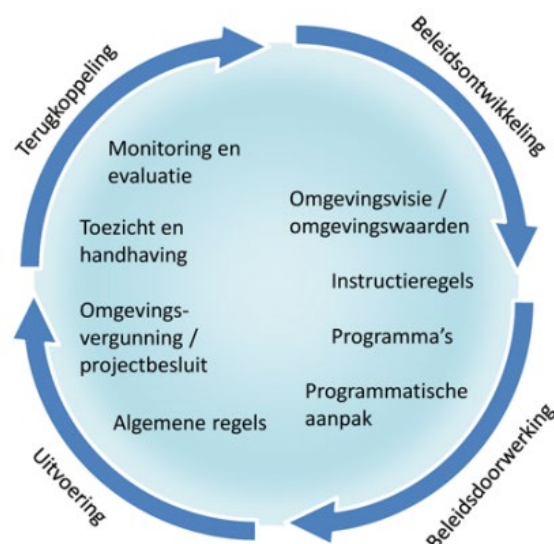 Terugkoppeling
Beleidsontwikkeling
Monitoring en
evaluatie
Toezicht en
handhaving
Omgevings-
vergunning /
projectbesluit
Algemene regels
Omgevingsvisie /
omgevingswaarden
Instructieregels
Programma's
Programmatische
aanpak
Uitvoering
Beleidsdoorwerking